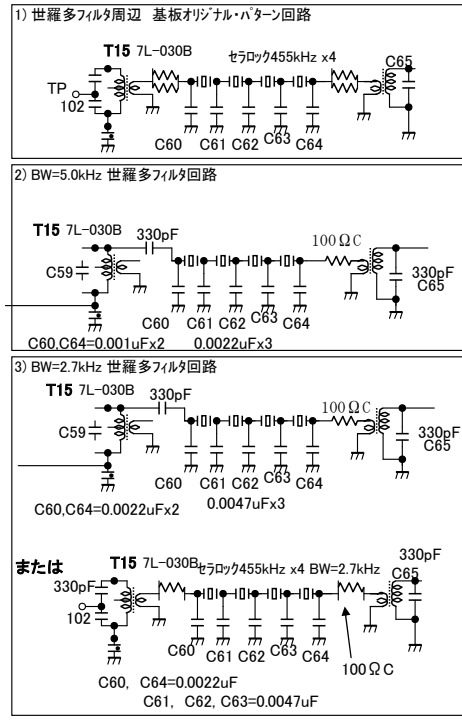 1) 世羅多フィルタ周辺 基板オリジナル・パターン回路
T15 7L-030B
セラロック455kHz x4
C65
TP
102
C60 C61 C62 C63 C64
2) BW=5.0kHz 世羅多フィルタ回路
T15 7L-030B
330pF
100ΩC
C59
330pF
C65
C60 C61 C62 C63 C64
C60,C64=0.001uFx2 0.0022uFx3
3) BW=2.7kHz 世羅多フィルタ回路
T15 7L-030B
330pF
100ΩC
C59
330pF
C65
C60 C61 C62 C63 C64
C60,C64=0.0022uFx2 0.0047uFx3
または
T15 7L-030B
セラロック455kHz x4 BW=2.7kHz
330pF
C65
330pF
102
C60 C61 C62 C63 C64
100ΩC
C60, C64=0.0022uF
C61, C62, C63=0.0047uF